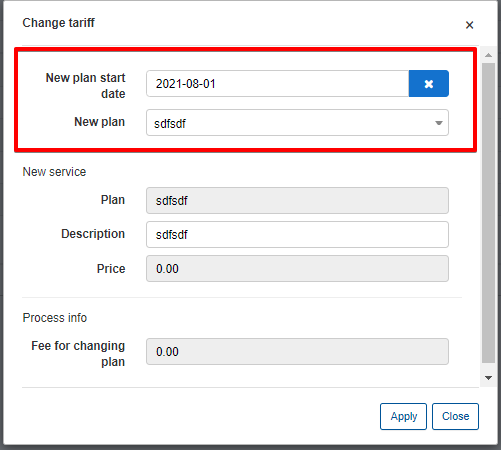 Change tariff ×
New plan start date 2021-08-01 ×
New plan sdfsdf
New service
Plan sdfsdf
Description sdfsdf
Price 0.00
Process info
Fee for changing plan 0.00
Apply Close